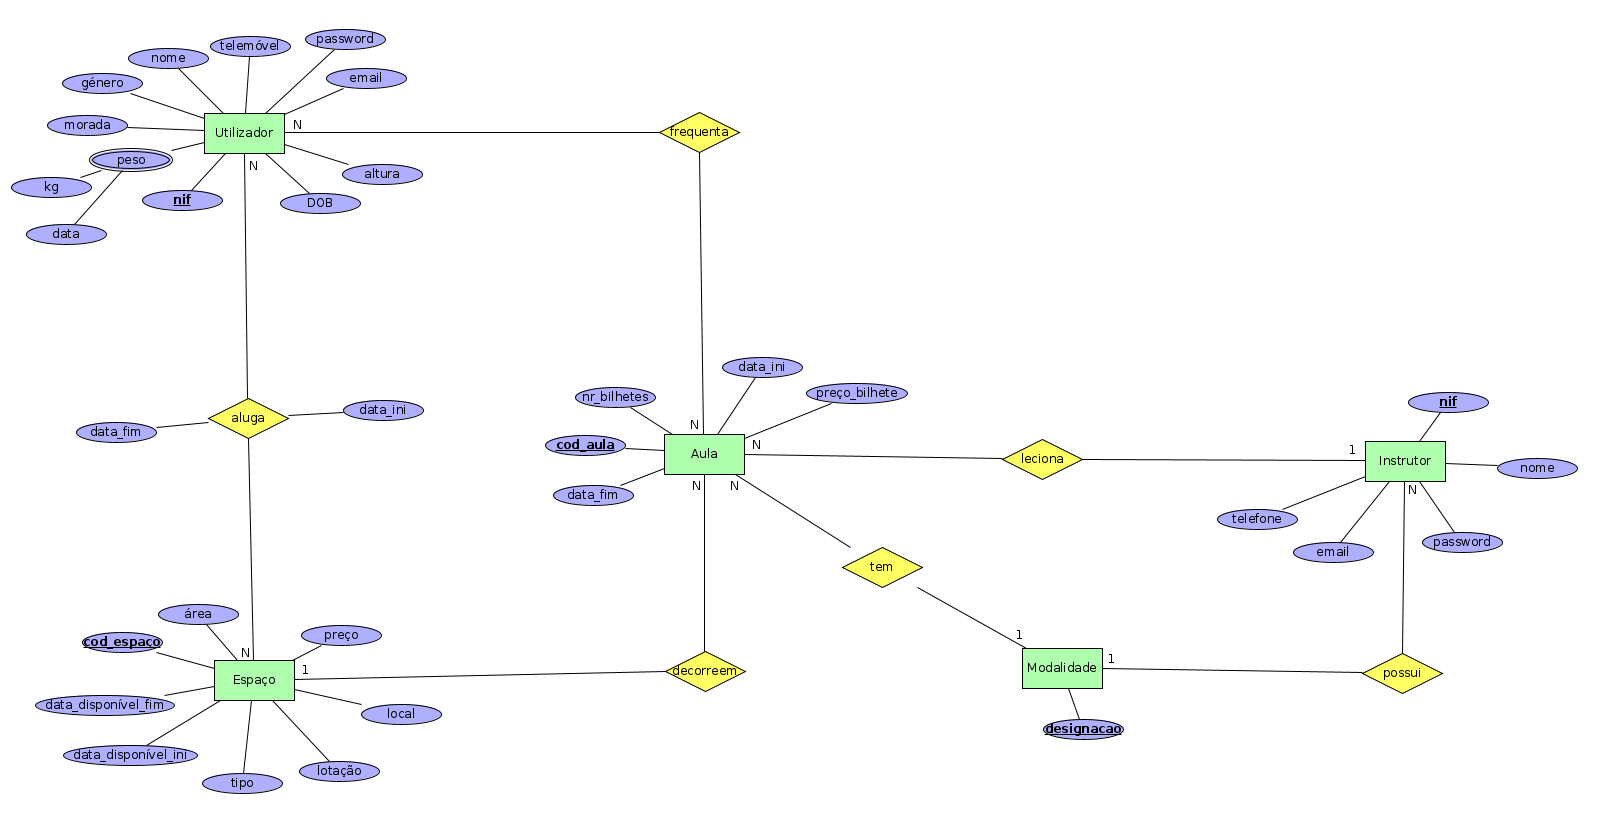 password
telemóvel
nome
email
género
morada
Utilizador
N
frequenta
peso
N
altura
kg
nif
DOB
data
data_ini
nr_bilhetes
preço_bilhete
data_ini
aluga
data_fim
N
cod_aula
N
Aula
data_fim
N
N
leciona
1
nif
Instrutor
nome
N
telefone
email
password
tem
área
cod_espaco
preço
N
1
Espaço
decorreem
1
Modalidade
1
possui
data_disponível_fim
local
designacao
data_disponível_ini
lotação
tipo